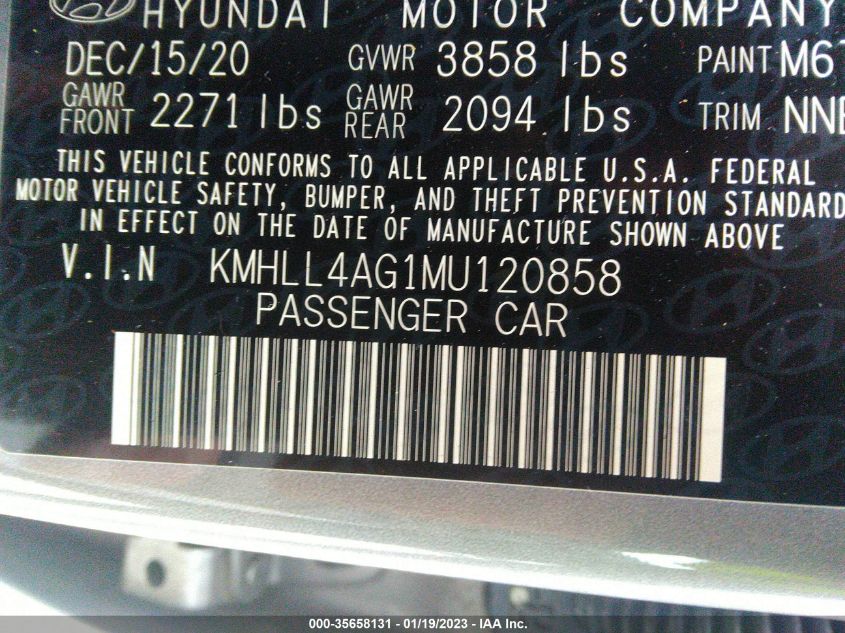 HYUNDAI MOTOR COMPANY
DEC/15/20 GVWR 3858 lbs PAINT
GAWR FRONT 2271 lbs GAWR REAR 2094 lbs TRIM
THIS VEHICLE CONFORMS TO ALL APPLICABLE U.S.A. FEDERAL
MOTOR VEHICLE SAFETY, BUMPER, AND THEFT PREVENTION STANDARD
IN EFFECT ON THE DATE OF MANUFACTURE SHOWN ABOVE
V.I.N KMHLL4AG1MU120858
PASSENGER CAR
000-35658131 - 01/19/2023 - IAA Inc.